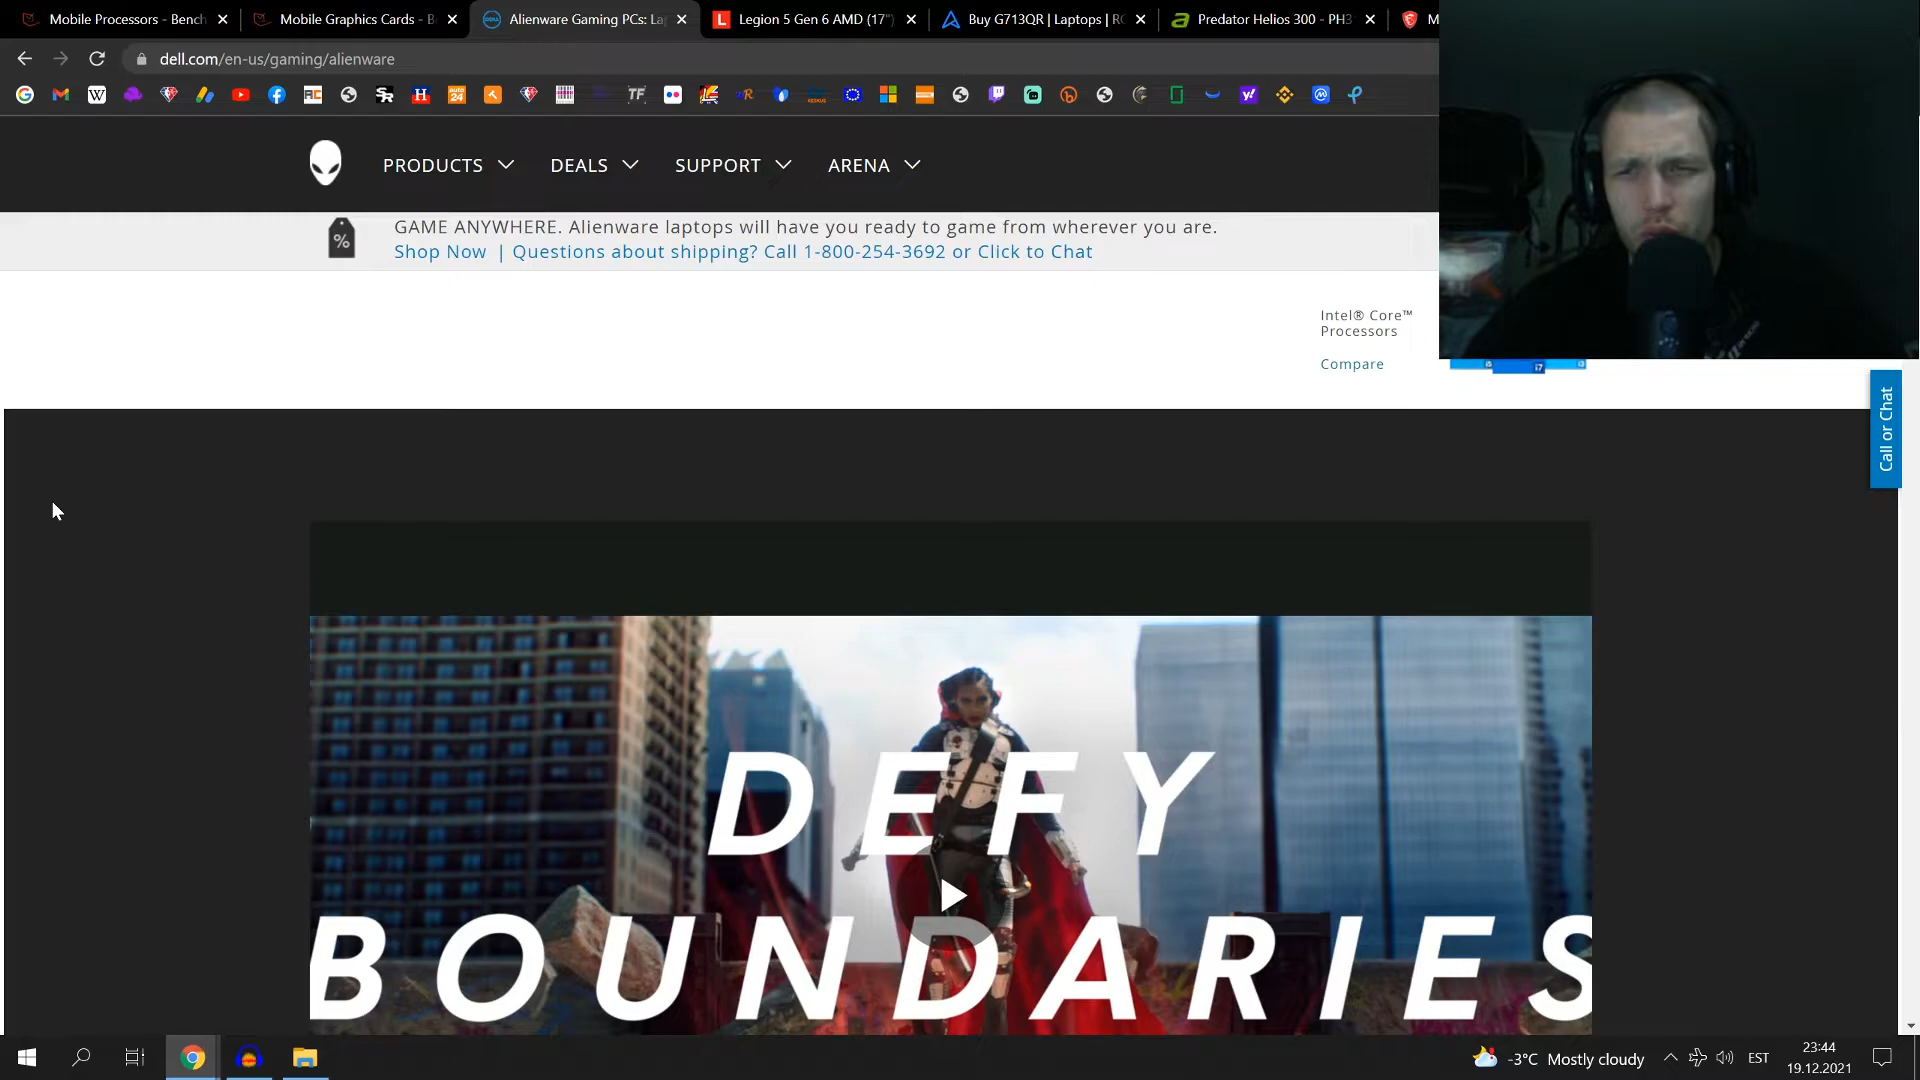 Mobile Processors - Bench
Mobile Graphics Cards - B
Alienware Gaming PCs: La
Legion 5 Gen 6 AMD (17")
Buy G713QR | Laptops | RO
Predator Helios 300 - PH3
M
dell.com/en-us/gaming/alienware
PRODUCTS
DEALS
SUPPORT
ARENA
GAME ANYWHERE. Alienware laptops will have you ready to game from wherever you are.
Shop Now | Questions about shipping? Call 1-800-254-3692 or Click to Chat
Intel® Core™
Processors
Compare
i7
Call or Chat
DEFY
BOUNDARIES
-3°C Mostly cloudy
EST
23:44
19.12.2021